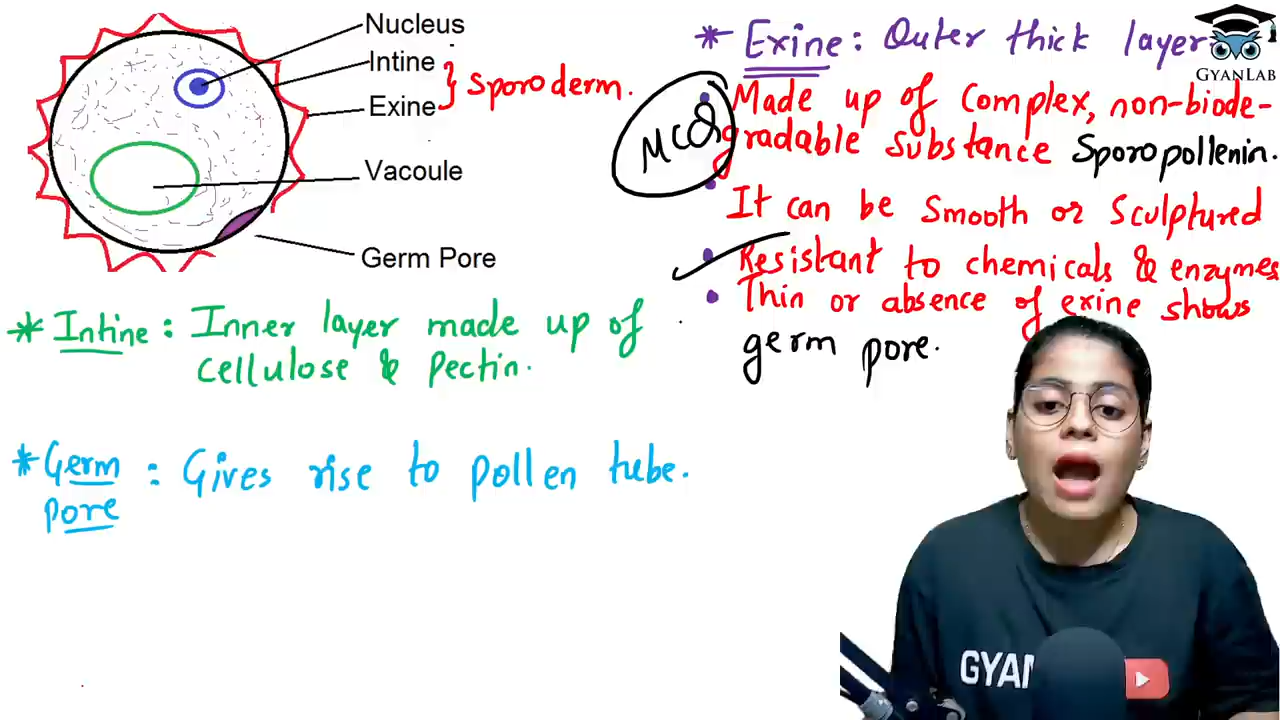 Nucleus
Intine
Exine
} Sporoderm.
Vacoule
Germ Pore
* Exine: Outer thick layer
GYANLAB
MCQ
• Made up of complex, non-biode-
gradable substance Sporopollenin.
• It can be smooth or sculptured
• Resistant to chemicals & enzymes
• Thin or absence of exine shows
germ pore.
* Intine: Inner layer made up of
cellulose & Pectin.
* Germ : Gives rise to pollen tube.
pore
GYAN